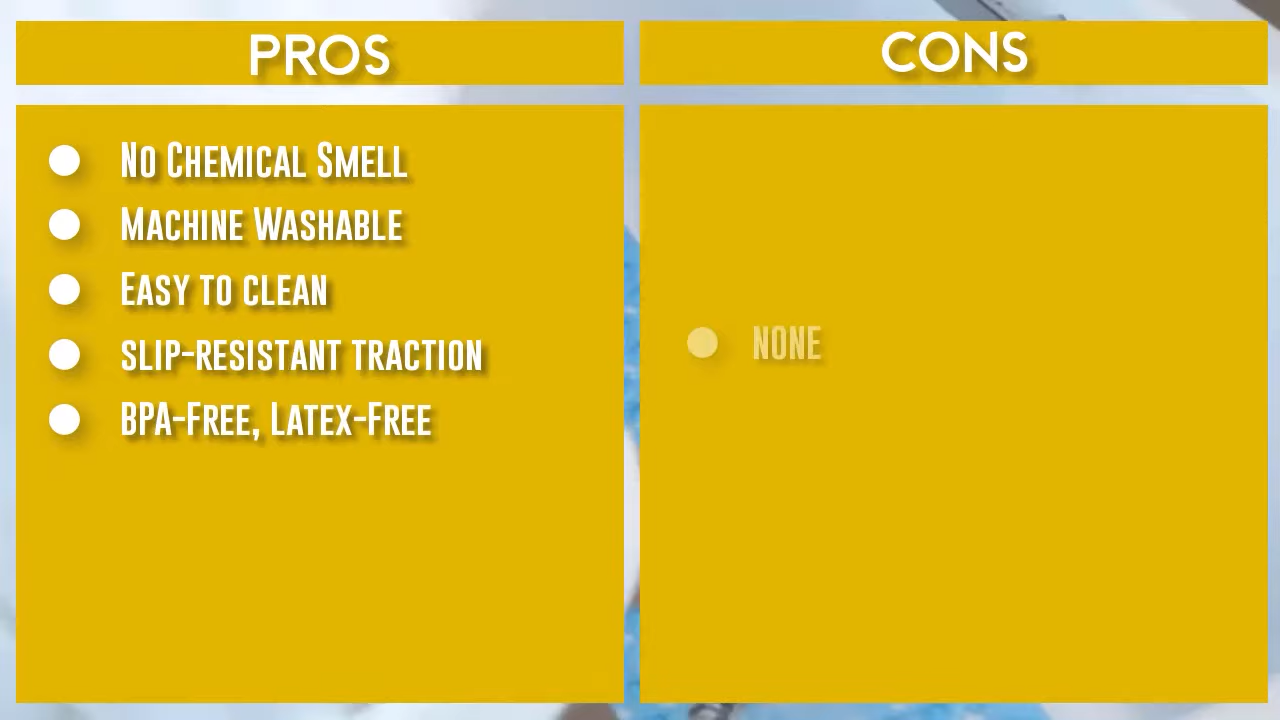 PROS
No Chemical Smell
Machine Washable
Easy to clean
slip-resistant traction
BPA-Free, Latex-Free
CONS
NONE